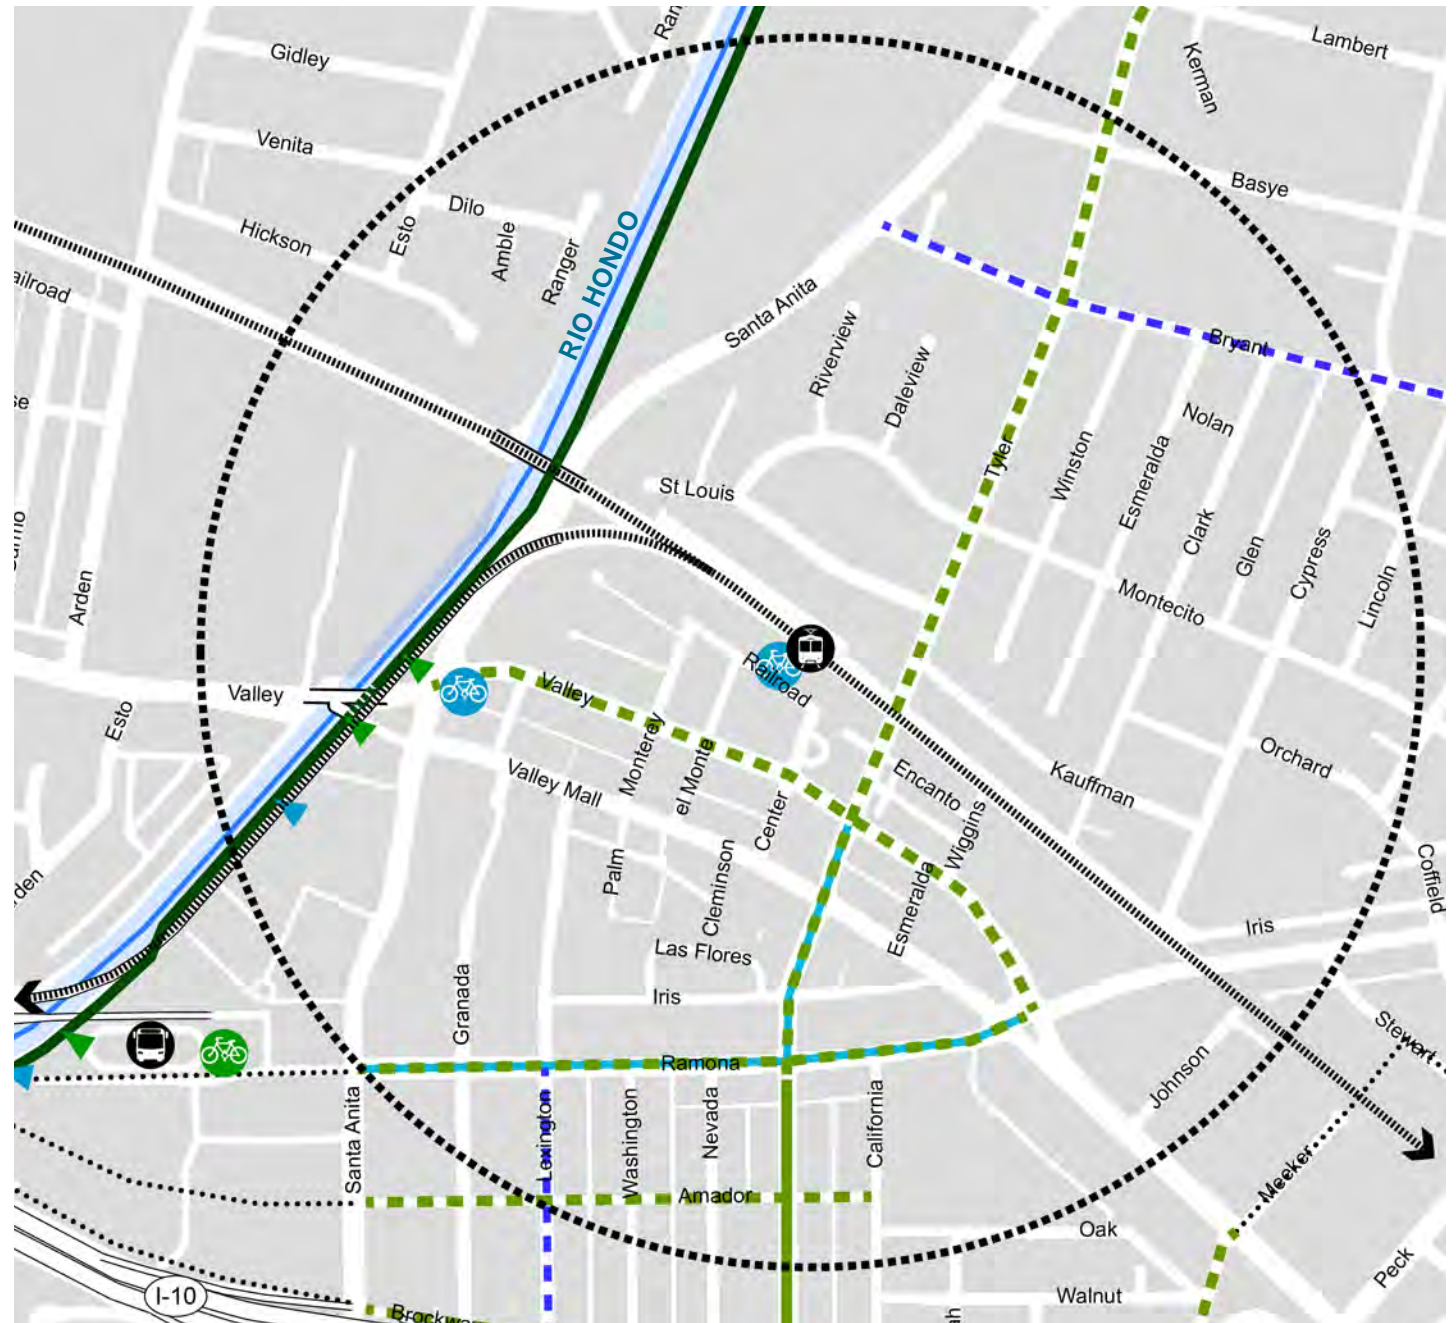 Gidley
Lambert
Kerman
Venita
Basye
Dilo
Esto
Amble
Ranger
Hickson
RIO HONDO
Santa Anita
Riverview
Daleview
Bryant
Nolan
Tyler
Winston
Esmeralda
Clark
Glen
Cypress
Lincoln
St Louis
Montecito
Arden
Railroad
Valley
Valley
Esto
Monterey
el Monte
Valley Mall
Center
Encanto
Wiggins
Kauffman
Orchard
Palm
Cleminson
Esmeralda
Coffield
Las Flores
Iris
Iris
Granada
Ramona
Stewart
Johnson
Santa Anita
Lexington
Washington
Nevada
California
Amador
Meeker
Oak
Peck
Walnut
I-10